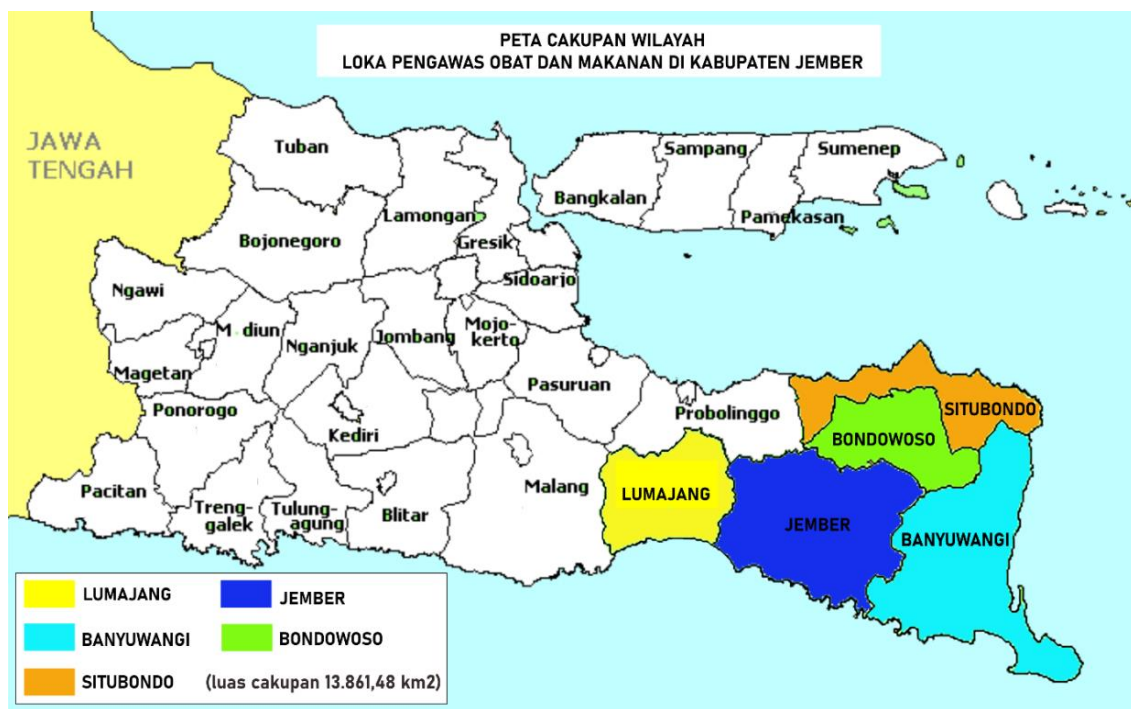 PETA CAKUPAN WILAYAH
LOKA PENGAWAS OBAT DAN MAKANAN DI KABUPATEN JEMBER
JAWA
TENGAH
Tuban
Lamongan
Bojonegoro
Gresik
Bangkalan
Sampang
Pamekasan
Sumenep
Ngawi
M diun
Nganjuk
Jombang
Mojo-
kerto
Sidoarjo
Magetan
Ponorogo
Kediri
Pasuruan
Probolinggo
SITUBONDO
BONDOWOSO
Pacitan
Treng-
galek
Tulung-
agung
Blitar
Malang
LUMAJANG
JEMBER
BANYUWANGI
LUMAJANG
JEMBER
BANYUWANGI
BONDOWOSO
SITUBONDO
(luas cakupan 13.861,48 km2)